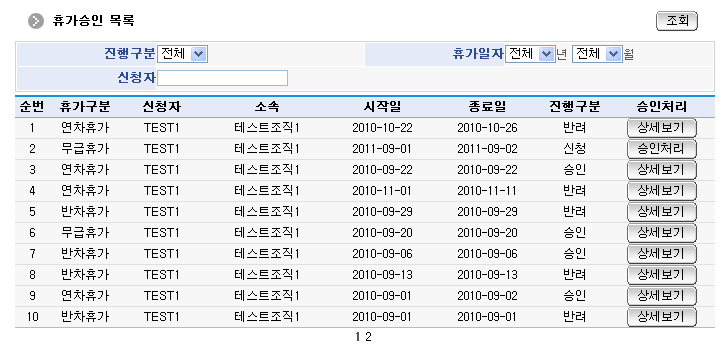 휴가승인 목록 조회
진행구분 전체 휴가일자 전체 년 전체 월
신청자
순번 휴가구분 신청자 소속 시작일 종료일 진행구분 승인처리
1 연차휴가 TEST1 테스트조직1 2010-10-22 2010-10-26 반려 상세보기
2 무급휴가 TEST1 테스트조직1 2011-09-01 2011-09-02 신청 승인처리
3 연차휴가 TEST1 테스트조직1 2010-09-22 2010-09-22 승인 상세보기
4 연차휴가 TEST1 테스트조직1 2010-11-01 2010-11-11 반려 상세보기
5 반차휴가 TEST1 테스트조직1 2010-09-29 2010-09-29 반려 상세보기
6 무급휴가 TEST1 테스트조직1 2010-09-20 2010-09-20 승인 상세보기
7 반차휴가 TEST1 테스트조직1 2010-09-06 2010-09-06 승인 상세보기
8 반차휴가 TEST1 테스트조직1 2010-09-13 2010-09-13 반려 상세보기
9 연차휴가 TEST1 테스트조직1 2010-09-01 2010-09-02 승인 상세보기
10 반차휴가 TEST1 테스트조직1 2010-09-01 2010-09-01 반려 상세보기
1 2